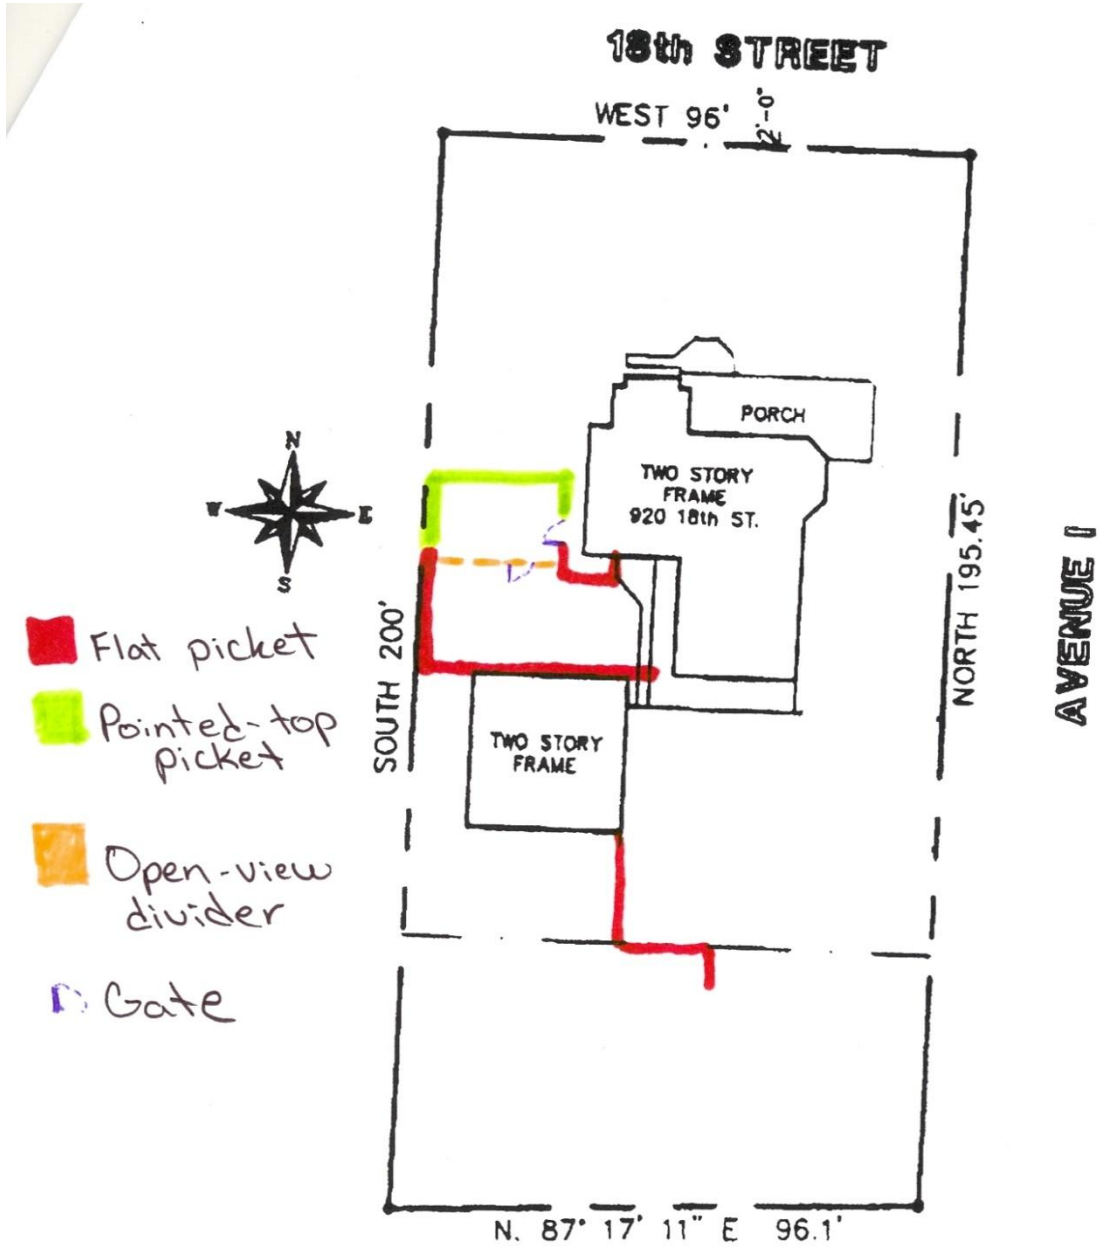 18th STREET
WEST 96'
2'-0"
PORCH
TWO STORY
FRAME
920 18th ST.
N
W
E
S
NORTH 195.45'
AVENUE I
SOUTH 200'
Flat picket
Pointed-top
picket
TWO STORY
FRAME
Open-view
divider
Gate
N. 87° 17' 11" E 96.1'